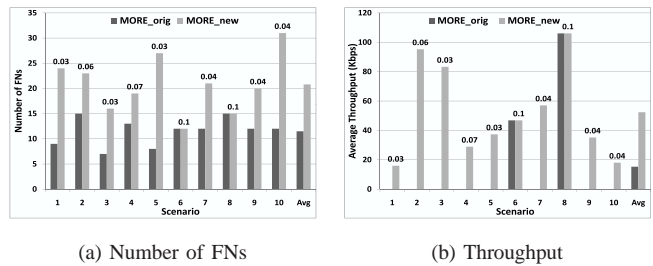 MORE_orig MORE_new
Number of FNs
35
30
25
20
15
10
5
0
0.03 0.03 0.03 0.07 0.03 0.1 0.04 0.1 0.04 0.04
1 2 3 4 5 6 7 8 9 10 Avg
Scenario
(a) Number of FNs
MORE_orig MORE_new
Average Throughput (Kbps)
120
100
80
60
40
20
0
0.03 0.06 0.03 0.07 0.03 0.1 0.04 0.1 0.04 0.04
1 2 3 4 5 6 7 8 9 10 Avg
Scenario
(b) Throughput